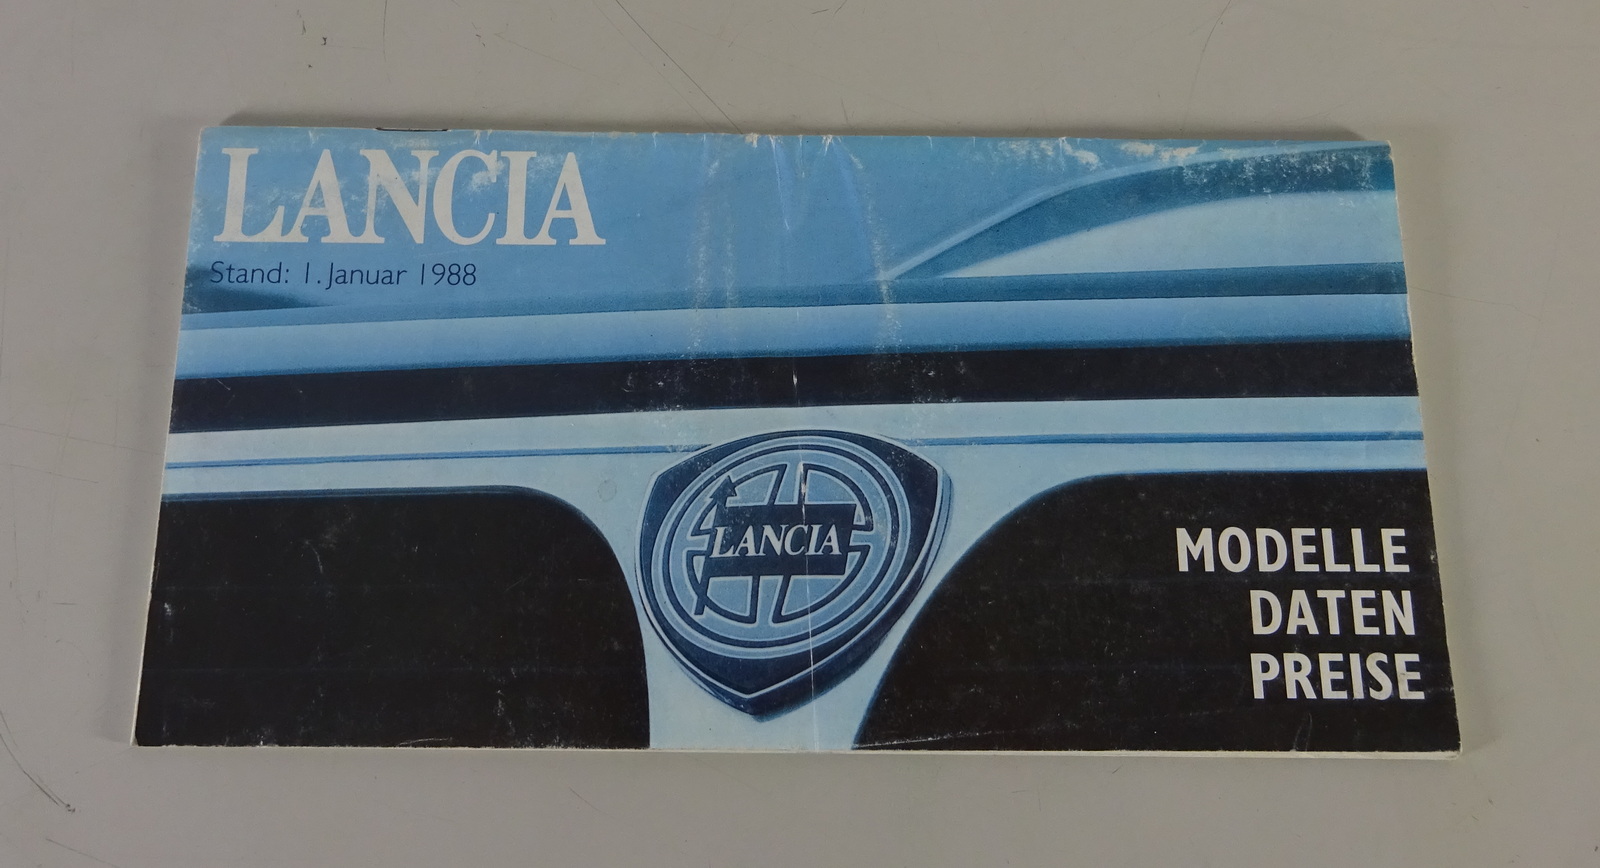 LANCIA
Stand: 1. Januar 1988
LANCIA
MODELLE
DATEN
PREISE